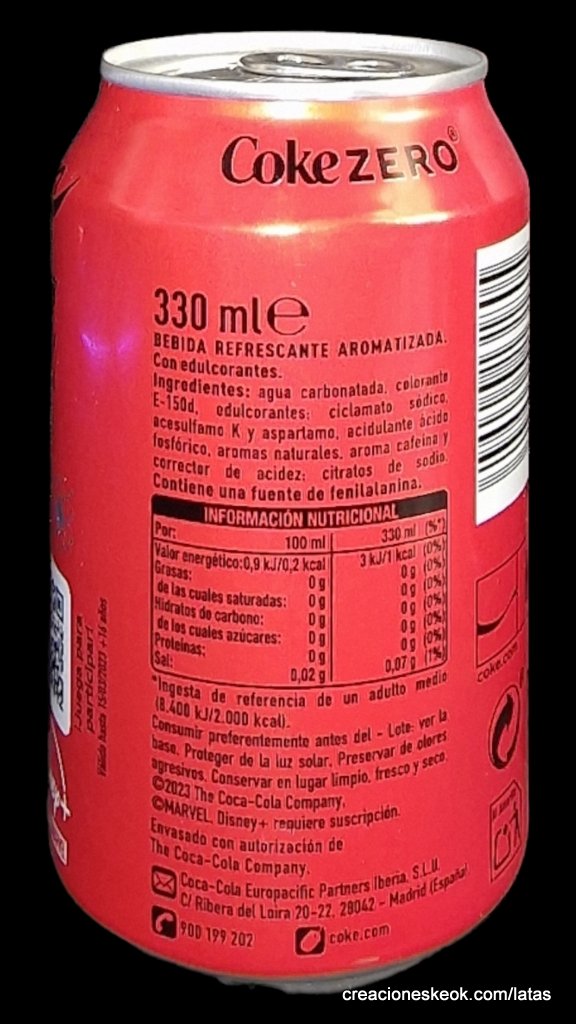 Coke ZERO®
330 ml ℮
BEBIDA REFRESCANTE AROMATIZADA.
Con edulcorantes.
Ingredientes: agua carbonatada, colorante
E-150d, edulcorantes: ciclamato sódico,
acesulfamo K y aspartamo, acidulante ácido
fosfórico, aromas naturales, aroma cafeína y
corrector de acidez: citratos de sodio.
Contiene una fuente de fenilalanina.
INFORMACIÓN NUTRICIONAL
Por: 100 ml 330 ml (%*)
Valor energético: 0,9 kJ/0,2 kcal 3 kJ/1 kcal (0%)
Grasas: 0 g 0 g (0%)
de las cuales saturadas: 0 g 0 g (0%)
Hidratos de carbono: 0 g 0 g (0%)
de los cuales azúcares: 0 g 0 g (0%)
Proteínas: 0 g 0 g (0%)
Sal: 0,02 g 0,07 g (1%)
*Ingesta de referencia de un adulto medio
(8.400 kJ/2.000 kcal).
Consumir preferentemente antes del - Lote: ver la
base. Proteger de la luz solar. Preservar de olores
agresivos. Conservar en lugar limpio, fresco y seco.
©2023 The Coca-Cola Company.
©MARVEL. Disney+ requiere suscripción.
Envasado con autorización de
The Coca-Cola Company.
Coca-Cola Europacific Partners Iberia, S.L.U.
C/ Ribera del Loira 20-22, 28042 - Madrid (España)
900 199 202 coke.com
¡Juega para
participar!
Válido hasta 15/03/2023 +16 años
coke.com
creacioneskeok.com/latas